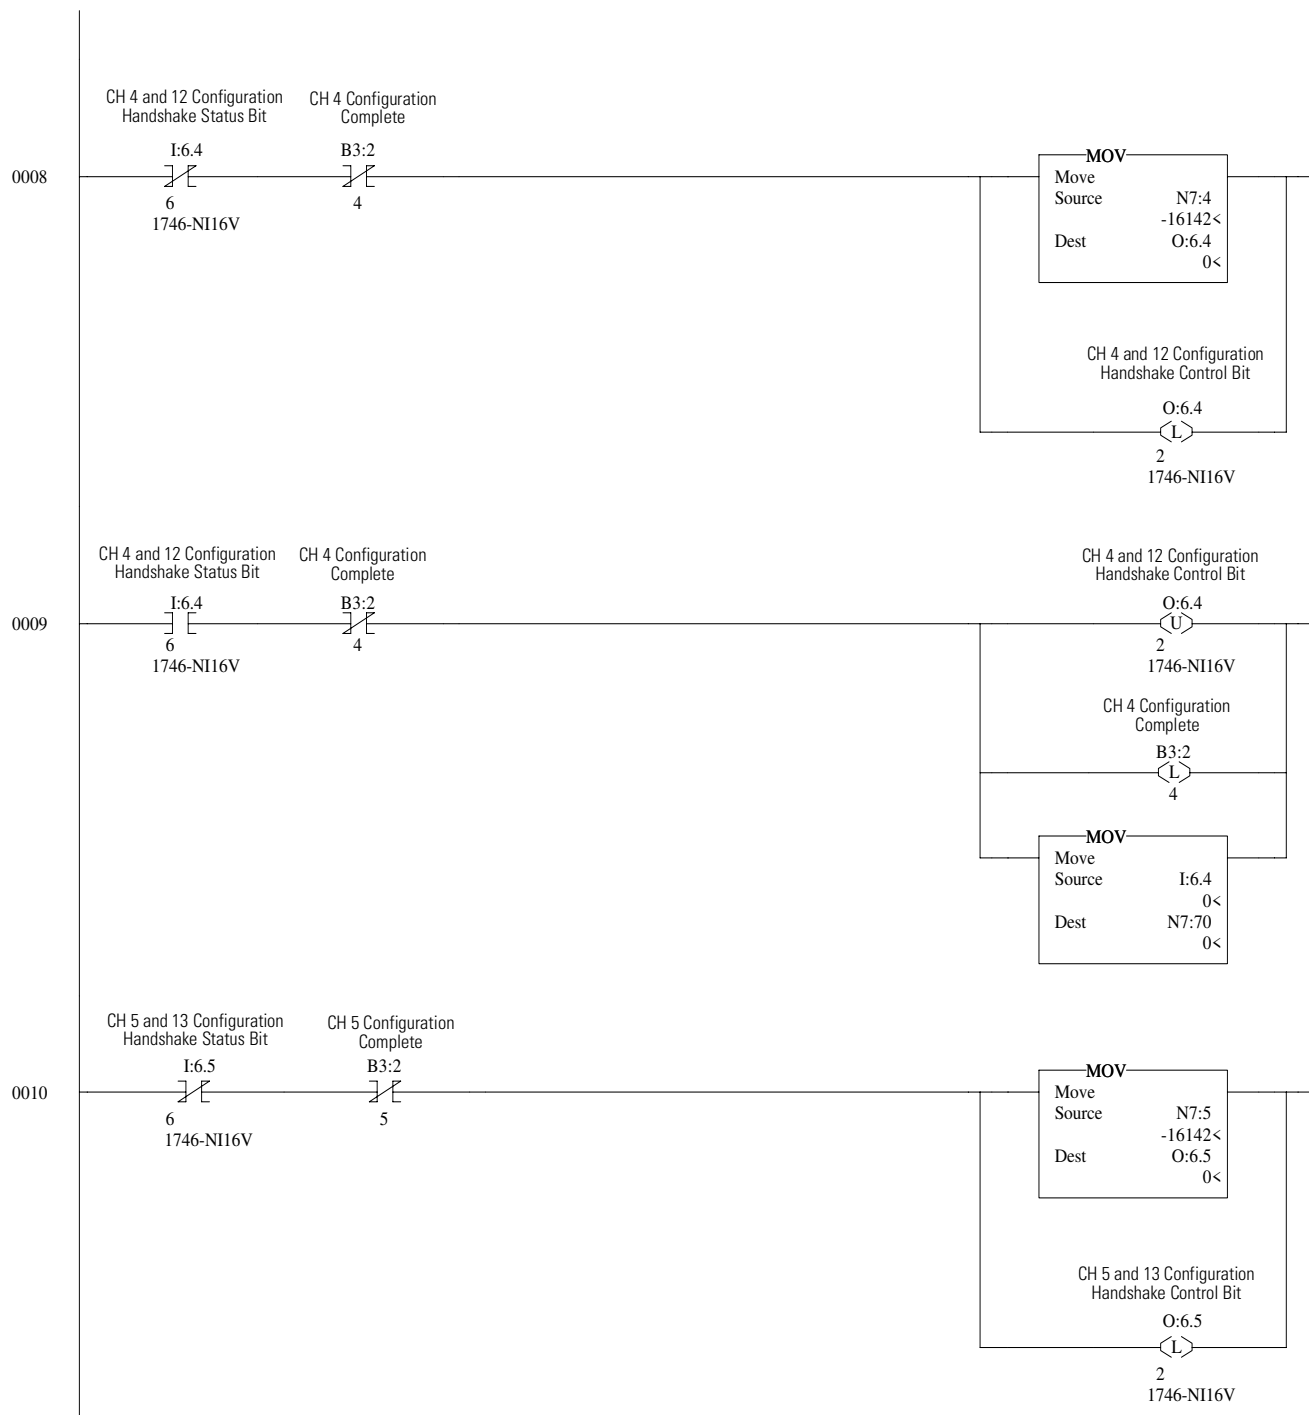 CH 4 and 12 Configuration
Handshake Status Bit
CH 4 Configuration
Complete
I:6.4
B3:2
0008
6
4
1746-NI16V
MOV
Move
Source N7:4
-16142<
Dest O:6.4
0<
CH 4 and 12 Configuration
Handshake Control Bit
O:6.4
L
2
1746-NI16V
CH 4 and 12 Configuration
Handshake Status Bit
CH 4 Configuration
Complete
I:6.4
B3:2
0009
6
4
1746-NI16V
CH 4 and 12 Configuration
Handshake Control Bit
O:6.4
U
2
1746-NI16V
CH 4 Configuration
Complete
B3:2
L
4
MOV
Move
Source I:6.4
0<
Dest N7:70
0<
CH 5 and 13 Configuration
Handshake Status Bit
CH 5 Configuration
Complete
I:6.5
B3:2
0010
6
5
1746-NI16V
MOV
Move
Source N7:5
-16142<
Dest O:6.5
0<
CH 5 and 13 Configuration
Handshake Control Bit
O:6.5
L
2
1746-NI16V